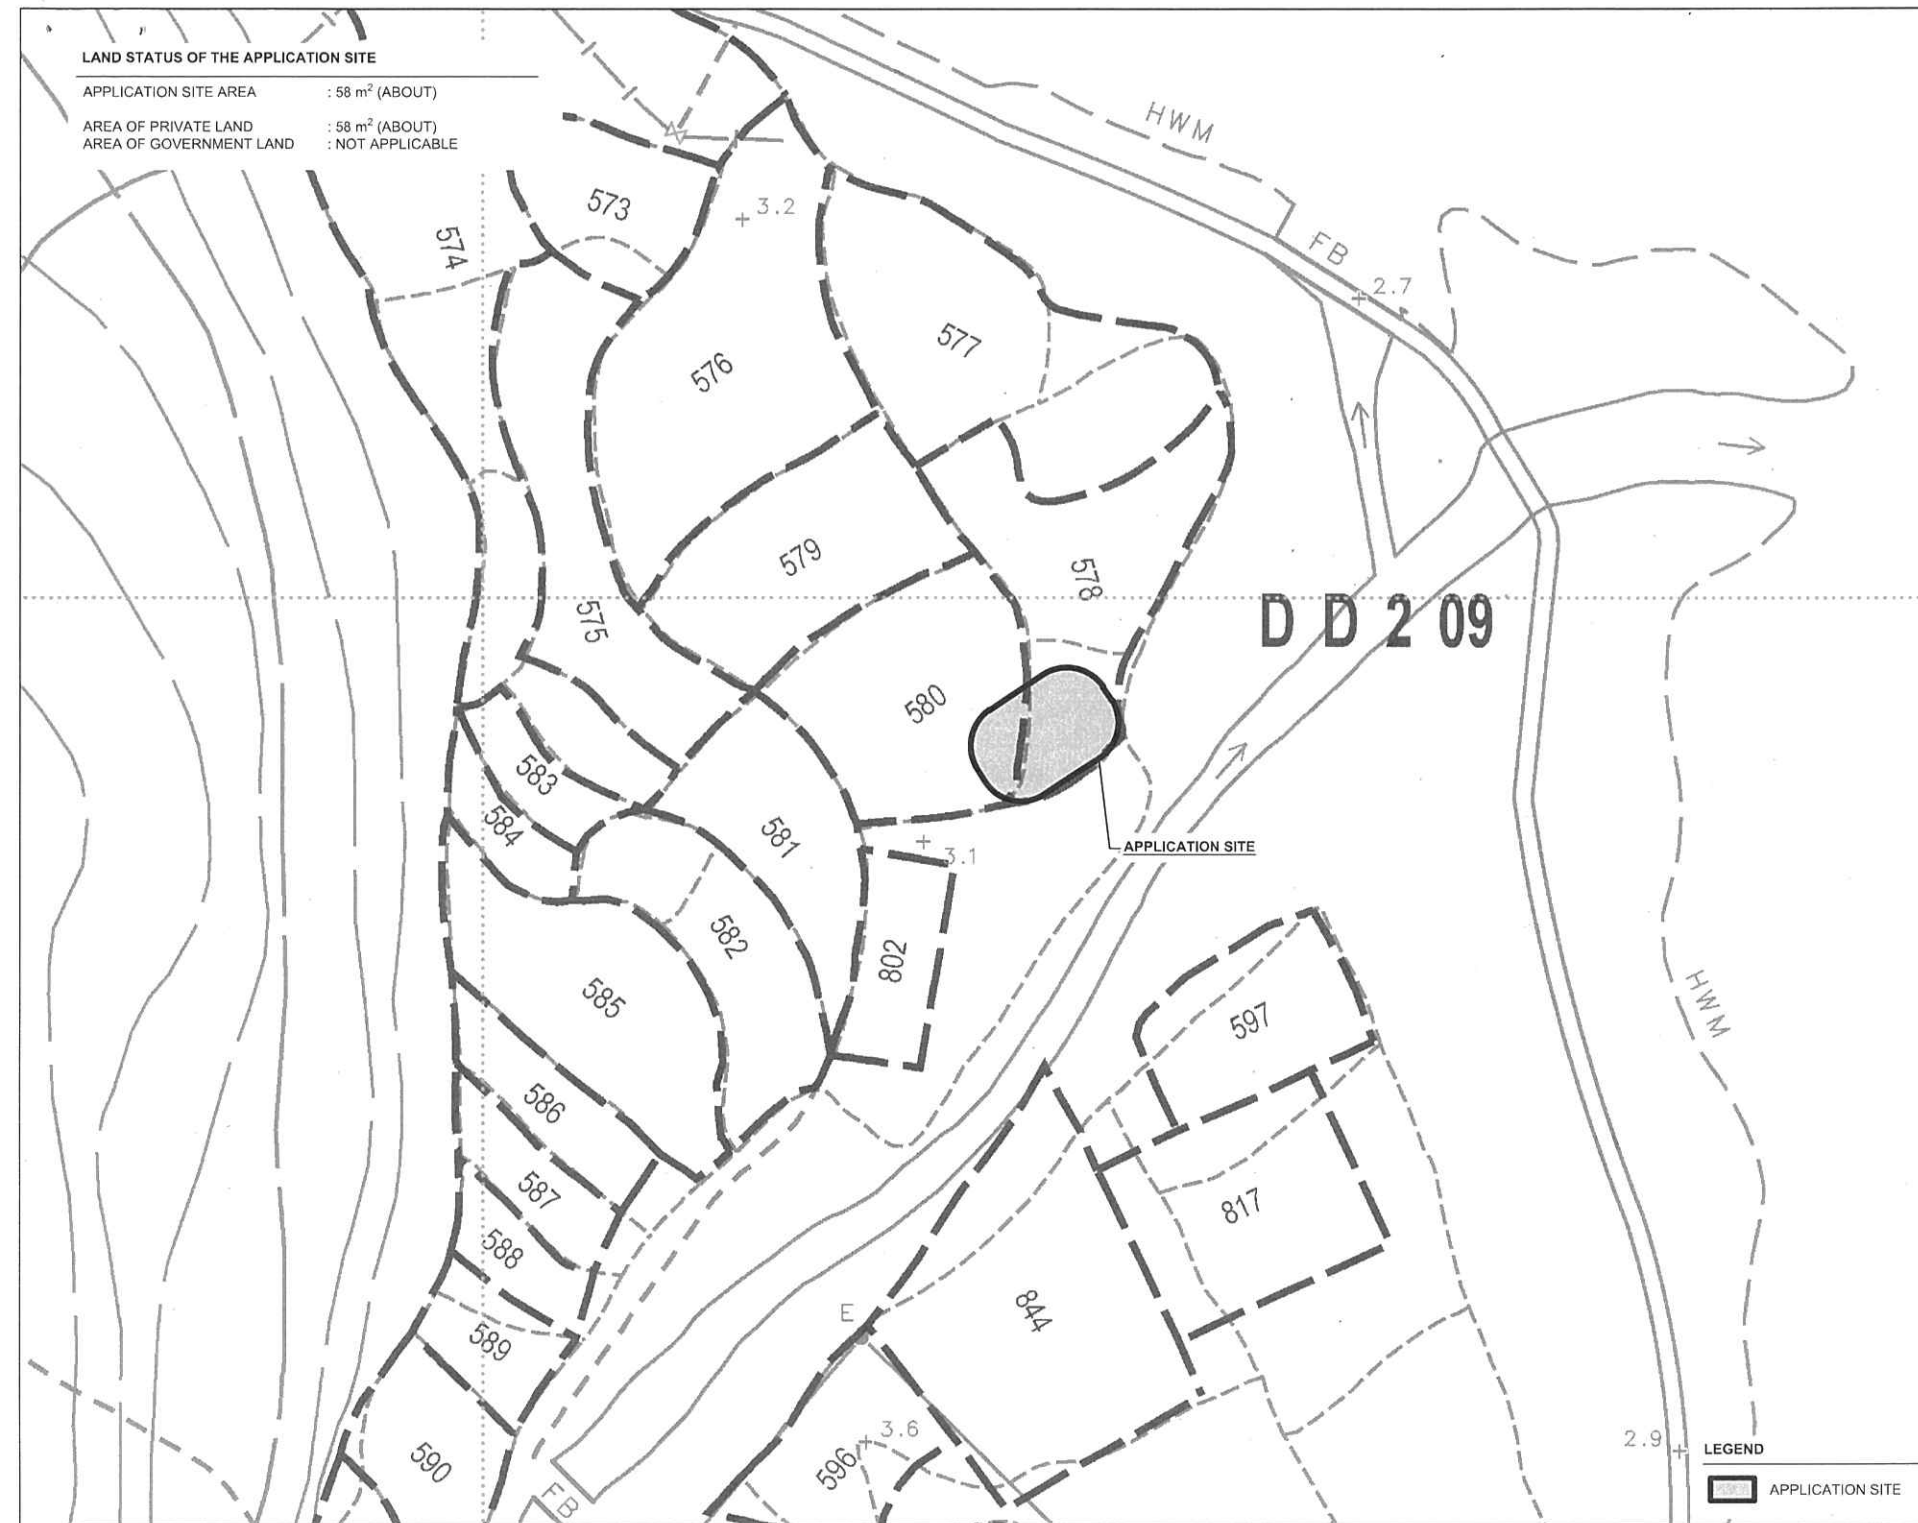 LAND STATUS OF THE APPLICATION SITE
APPLICATION SITE AREA : 58 m² (ABOUT)
AREA OF PRIVATE LAND : 58 m² (ABOUT)
AREA OF GOVERNMENT LAND : NOT APPLICABLE
HWM
573
3.2
574
FB
2.7
577
576
579
578
575
DD 209
580
583
584
581
APPLICATION SITE
3.1
582
802
585
597
HWM
586
587
817
588
E
844
589
3.6
2.9
590
596
FB
LEGEND
APPLICATION SITE